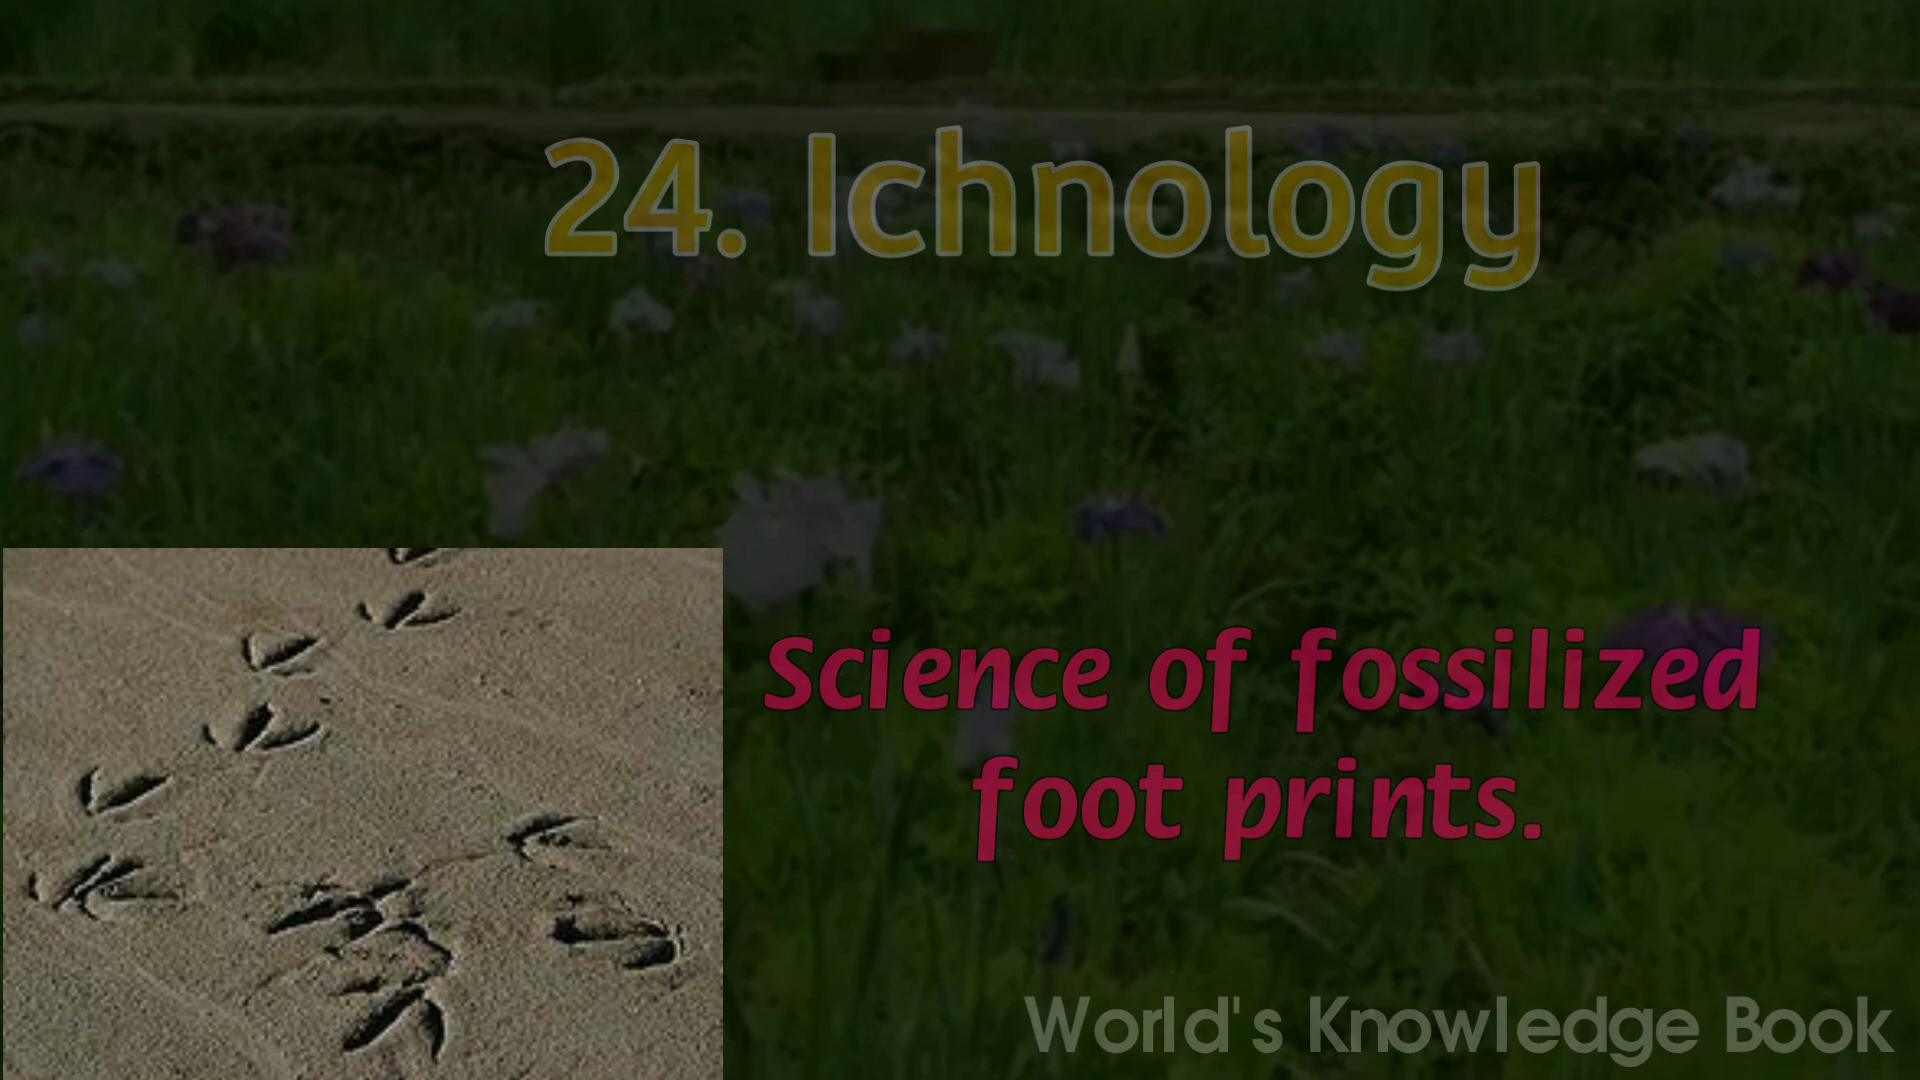 24. Ichnology
Science of fossilized
foot prints.
World's Knowledge Book